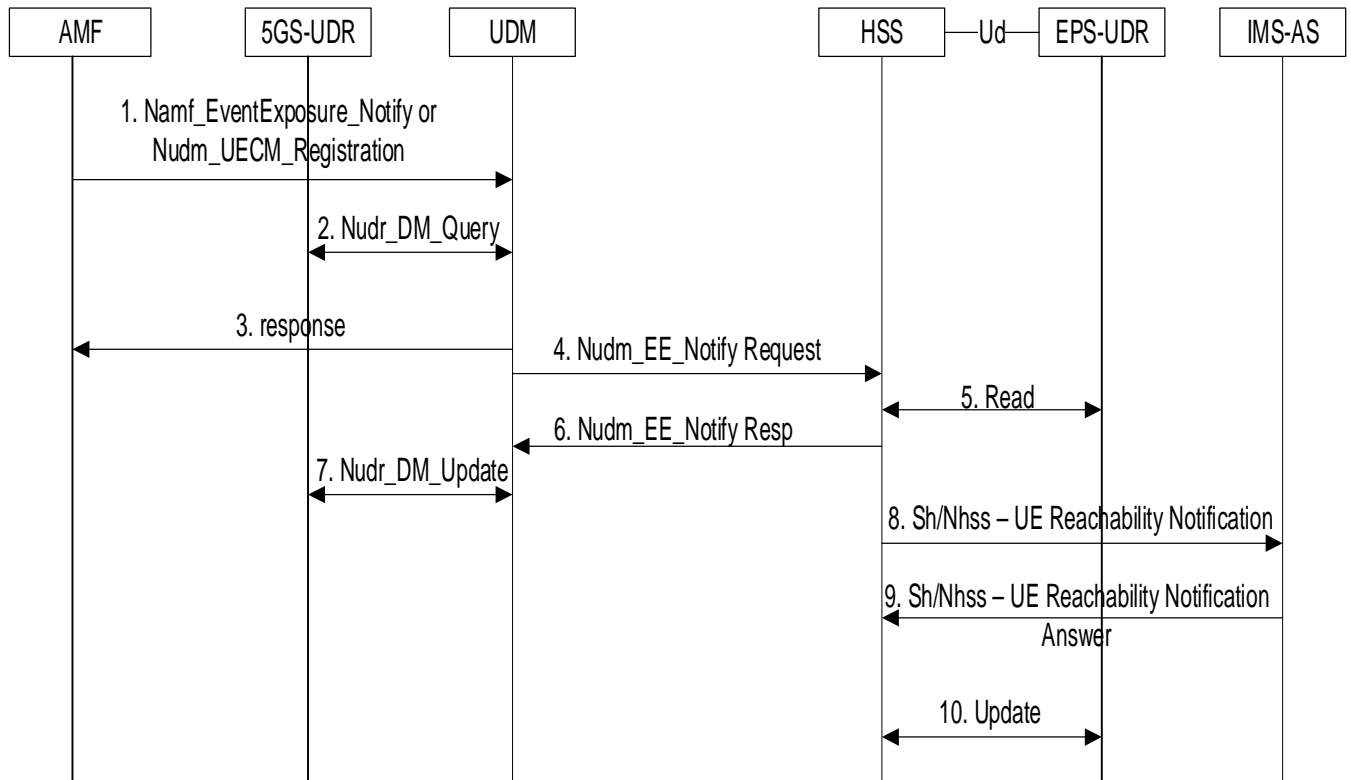 AMF
5GS-UDR
UDM
HSS
Ud
EPS-UDR
IMS-AS
1. Namf_EventExposure_Notify or
Nudm_UECM_Registration
2. Nudr_DM_Query
3. response
4. Nudm_EE_Notify Request
5. Read
6. Nudm_EE_Notify Resp
7. Nudr_DM_Update
8. Sh/Nhss – UE Reachability Notification
9. Sh/Nhss – UE Reachability Notification
Answer
10. Update